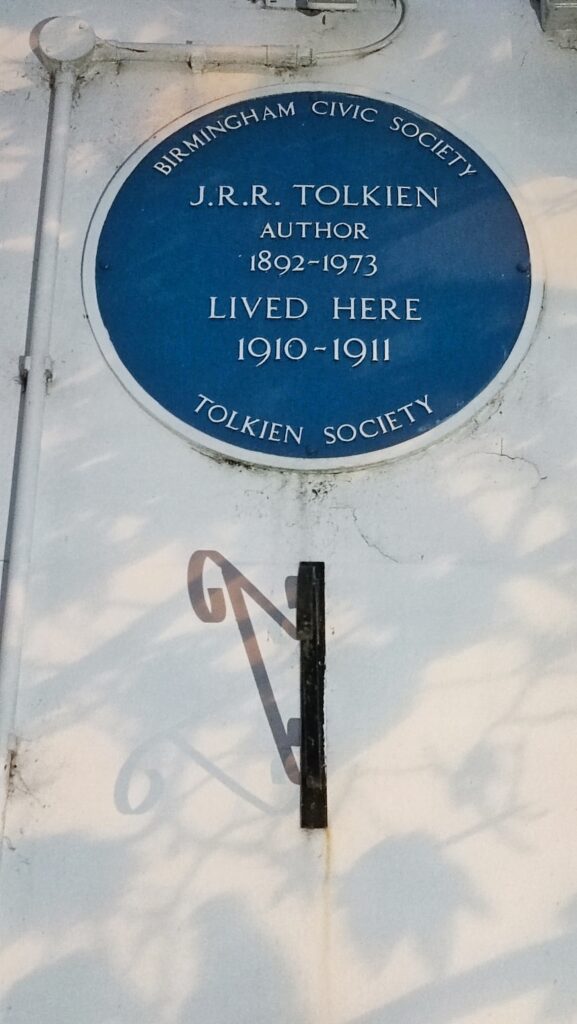 BIRMINGHAM CIVIC SOCIETY
J.R.R. TOLKIEN
AUTHOR
1892-1973
LIVED HERE
1910-1911
TOLKIEN SOCIETY